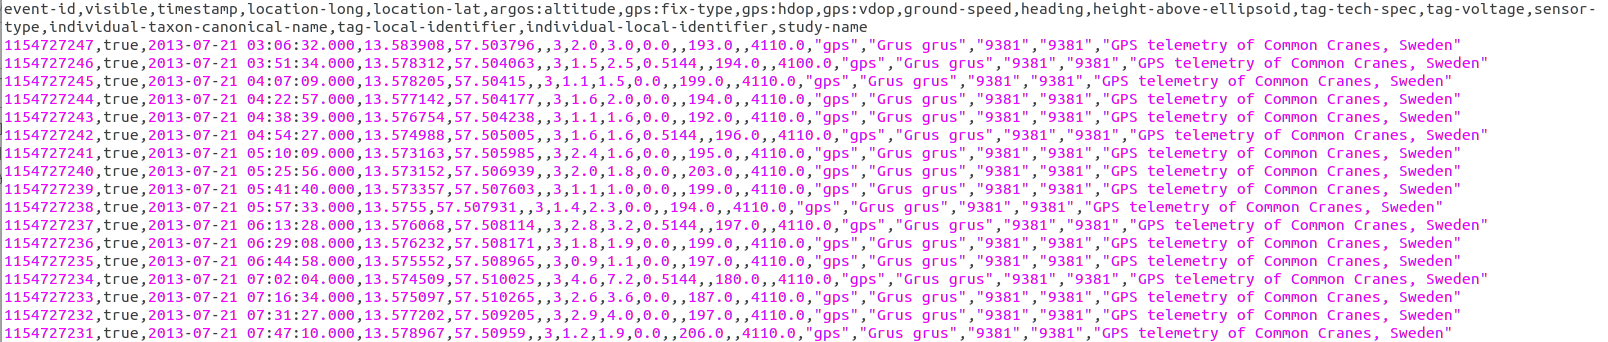 event-id,visible,timestamp,location-long,location-lat,argos:altitude,gps:fix-type,gps:hdop,gps:vdop,ground-speed,heading,height-above-ellipsoid,tag-tech-spec,tag-voltage,sensor-
type,individual-taxon-canonical-name,tag-local-identifier,individual-local-identifier,study-name
1154727247,true,2013-07-21 03:06:32.000,13.583908,57.503796,,3,2.0,3.0,0.0,,193.0,,4110.0,"gps","Grus grus","9381","9381","GPS telemetry of Common Cranes, Sweden"
1154727246,true,2013-07-21 03:51:34.000,13.578312,57.504063,,3,1.5,2.5,0.5144,,194.0,,4100.0,"gps","Grus grus","9381","9381","GPS telemetry of Common Cranes, Sweden"
1154727245,true,2013-07-21 04:07:09.000,13.578205,57.50415,,3,1.1,1.5,0.0,,199.0,,4110.0,"gps","Grus grus","9381","9381","GPS telemetry of Common Cranes, Sweden"
1154727244,true,2013-07-21 04:22:57.000,13.577142,57.504177,,3,1.6,2.0,0.0,,194.0,,4110.0,"gps","Grus grus","9381","9381","GPS telemetry of Common Cranes, Sweden"
1154727243,true,2013-07-21 04:38:39.000,13.576754,57.504238,,3,1.1,1.6,0.0,,192.0,,4110.0,"gps","Grus grus","9381","9381","GPS telemetry of Common Cranes, Sweden"
1154727242,true,2013-07-21 04:54:27.000,13.574988,57.505005,,3,1.6,1.6,0.5144,,196.0,,4110.0,"gps","Grus grus","9381","9381","GPS telemetry of Common Cranes, Sweden"
1154727241,true,2013-07-21 05:10:09.000,13.573163,57.505985,,3,2.4,1.6,0.0,,195.0,,4110.0,"gps","Grus grus","9381","9381","GPS telemetry of Common Cranes, Sweden"
1154727240,true,2013-07-21 05:25:56.000,13.573152,57.506939,,3,2.0,1.8,0.0,,203.0,,4110.0,"gps","Grus grus","9381","9381","GPS telemetry of Common Cranes, Sweden"
1154727239,true,2013-07-21 05:41:40.000,13.573357,57.507603,,3,1.1,1.0,0.0,,199.0,,4110.0,"gps","Grus grus","9381","9381","GPS telemetry of Common Cranes, Sweden"
1154727238,true,2013-07-21 05:57:33.000,13.5755,57.507931,,3,1.4,2.3,0.0,,194.0,,4110.0,"gps","Grus grus","9381","9381","GPS telemetry of Common Cranes, Sweden"
1154727237,true,2013-07-21 06:13:28.000,13.576068,57.508114,,3,2.8,3.2,0.5144,,197.0,,4110.0,"gps","Grus grus","9381","9381","GPS telemetry of Common Cranes, Sweden"
1154727236,true,2013-07-21 06:29:08.000,13.576232,57.508171,,3,1.8,1.9,0.0,,199.0,,4110.0,"gps","Grus grus","9381","9381","GPS telemetry of Common Cranes, Sweden"
1154727235,true,2013-07-21 06:44:58.000,13.575552,57.508965,,3,0.9,1.1,0.0,,197.0,,4110.0,"gps","Grus grus","9381","9381","GPS telemetry of Common Cranes, Sweden"
1154727234,true,2013-07-21 07:02:04.000,13.574509,57.510025,,3,4.6,7.2,0.5144,,180.0,,4110.0,"gps","Grus grus","9381","9381","GPS telemetry of Common Cranes, Sweden"
1154727233,true,2013-07-21 07:16:34.000,13.575097,57.510265,,3,2.6,3.6,0.0,,187.0,,4110.0,"gps","Grus grus","9381","9381","GPS telemetry of Common Cranes, Sweden"
1154727232,true,2013-07-21 07:31:27.000,13.577202,57.509205,,3,2.9,4.0,0.0,,197.0,,4110.0,"gps","Grus grus","9381","9381","GPS telemetry of Common Cranes, Sweden"
1154727231,true,2013-07-21 07:47:10.000,13.578967,57.50959,,3,1.2,1.9,0.0,,206.0,,4110.0,"gps","Grus grus","9381","9381","GPS telemetry of Common Cranes, Sweden"